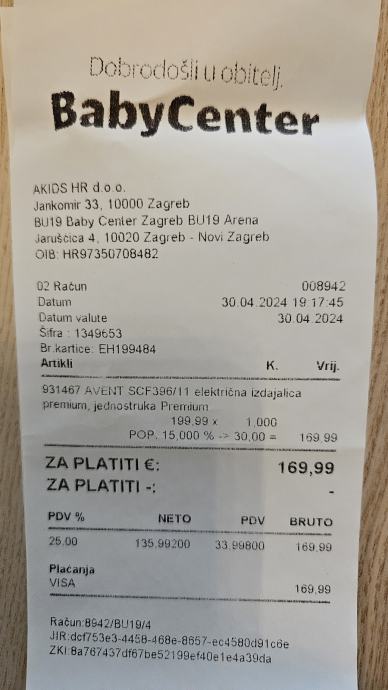 Dobrodošli u obitelj.
BabyCenter
AKIDS HR d.o.o.
Jankomir 33, 10000 Zagreb
BU19 Baby Center Zagreb BU19 Arena
Jaruščica 4, 10020 Zagreb - Novi Zagreb
OIB: HR97350708482
02 Račun 008942
Datum 30.04.2024 19:17:45
Datum valute 30.04.2024
Šifra : 1349653
Br.kartice: EH199484
Artikli K. Vrij.
931467 AVENT SCF396/11 električna izdajalica
premium, jednostruka Premium
199,99 x 1,000
POP. 15,000 % -> 30,00 = 169,99
ZA PLATITI €: 169,99
ZA PLATITI -: -
PDV % NETO PDV BRUTO
25.00 135,99200 33,99800 169,99
Plaćanja
VISA 169,99
Račun:8942/BU19/4
JIR:dcf753e3-4458-468e-8657-ec4580d91c6e
ZKI:8a767437df67be52199ef40e1e4a39da